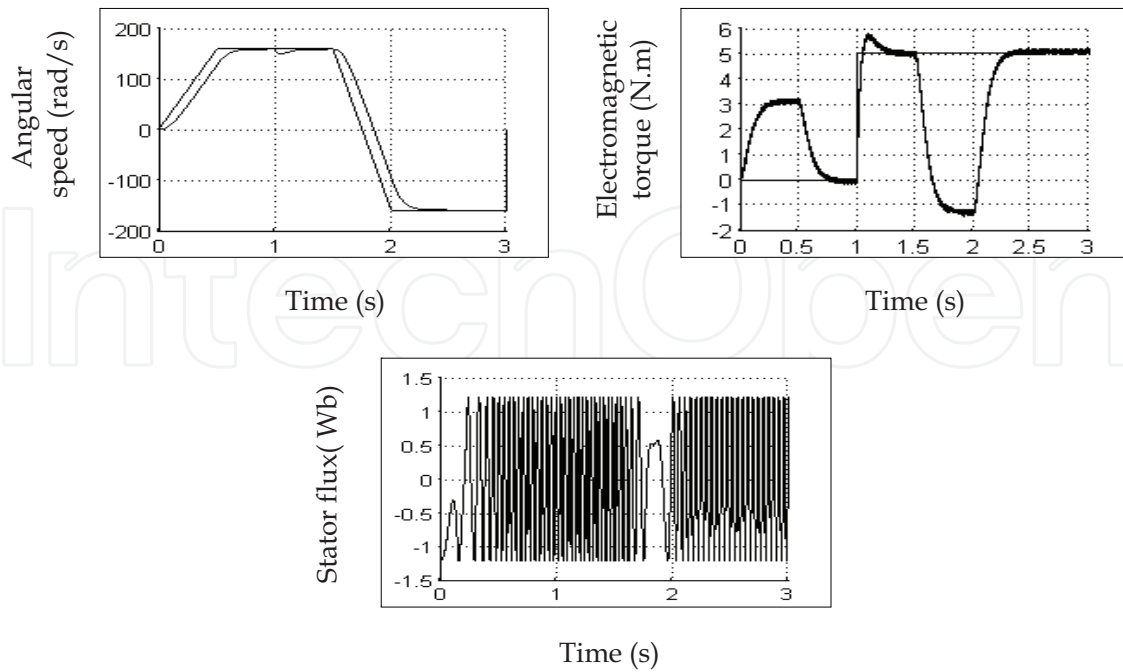 Angular
speed (rad/s)
200
100
0
-100
-200
0 1 2 3
Time (s)
Electromagnetic
torque (N.m)
6
5
4
3
2
1
0
-1
-2
0 0.5 1 1.5 2 2.5 3
Time (s)
Stator flux( Wb)
1.5
1
0.5
0
-0.5
-1
-1.5
0 1 2 3
Time (s)
IntechOpen